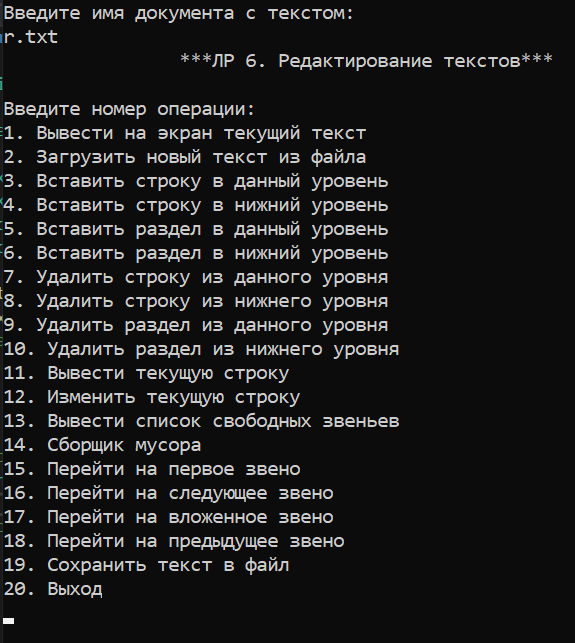 Введите имя документа с текстом:
r.txt
***ЛР 6. Редактирование текстов***
Введите номер операции:
1. Вывести на экран текущий текст
2. Загрузить новый текст из файла
3. Вставить строку в данный уровень
4. Вставить строку в нижний уровень
5. Вставить раздел в данный уровень
6. Вставить раздел в нижний уровень
7. Удалить строку из данного уровня
8. Удалить строку из нижнего уровня
9. Удалить раздел из данного уровня
10. Удалить раздел из нижнего уровня
11. Вывести текущую строку
12. Изменить текущую строку
13. Вывести список свободных звеньев
14. Сборщик мусора
15. Перейти на первое звено
16. Перейти на следующее звено
17. Перейти на вложенное звено
18. Перейти на предыдущее звено
19. Сохранить текст в файл
20. Выход